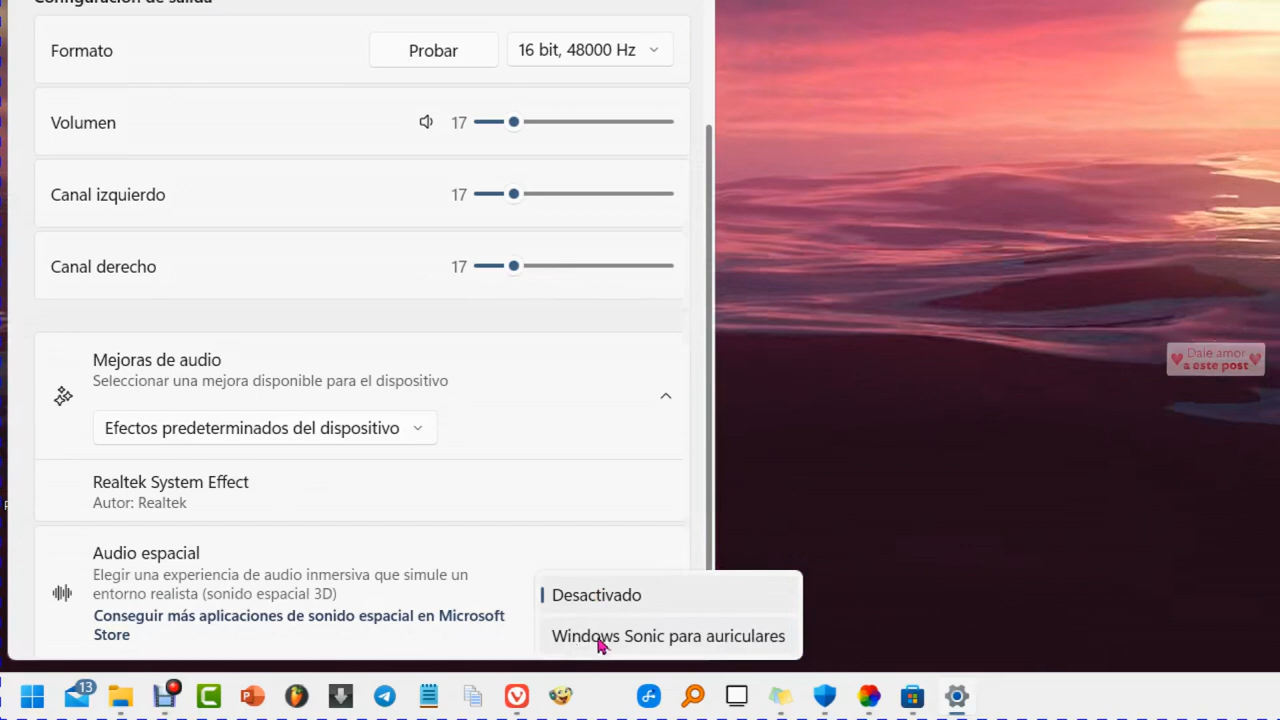 Configuración de salida
Formato
Probar
16 bit, 48000 Hz
Volumen
17
Canal izquierdo
17
Canal derecho
17
Mejoras de audio
Seleccionar una mejora disponible para el dispositivo
Efectos predeterminados del dispositivo
Realtek System Effect
Autor: Realtek
Audio espacial
Elegir una experiencia de audio inmersiva que simule un
entorno realista (sonido espacial 3D)
Conseguir más aplicaciones de sonido espacial en Microsoft
Store
Desactivado
Windows Sonic para auriculares
Dale amor
a este post
13